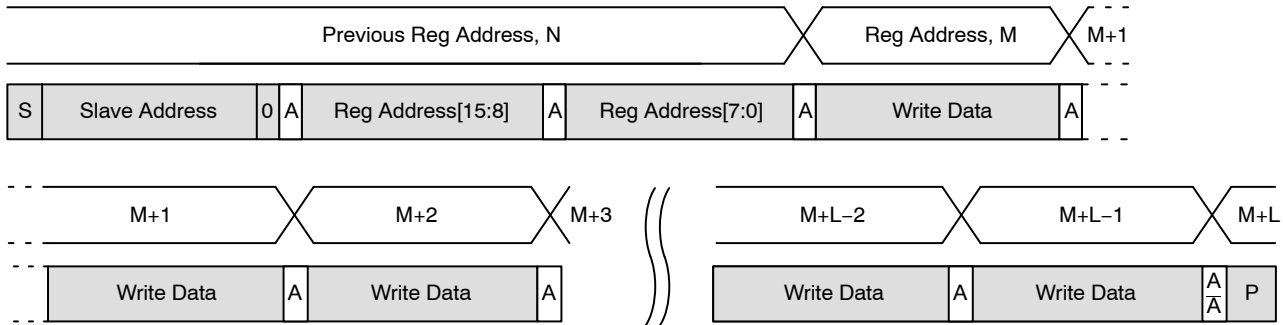 Previous Reg Address, N Reg Address, M M+1
S Slave Address 0 A Reg Address[15:8] A Reg Address[7:0] A Write Data A
M+1 M+2 M+3 M+L−2 M+L−1 M+L
Write Data A Write Data A Write Data A Write Data A P
A̅